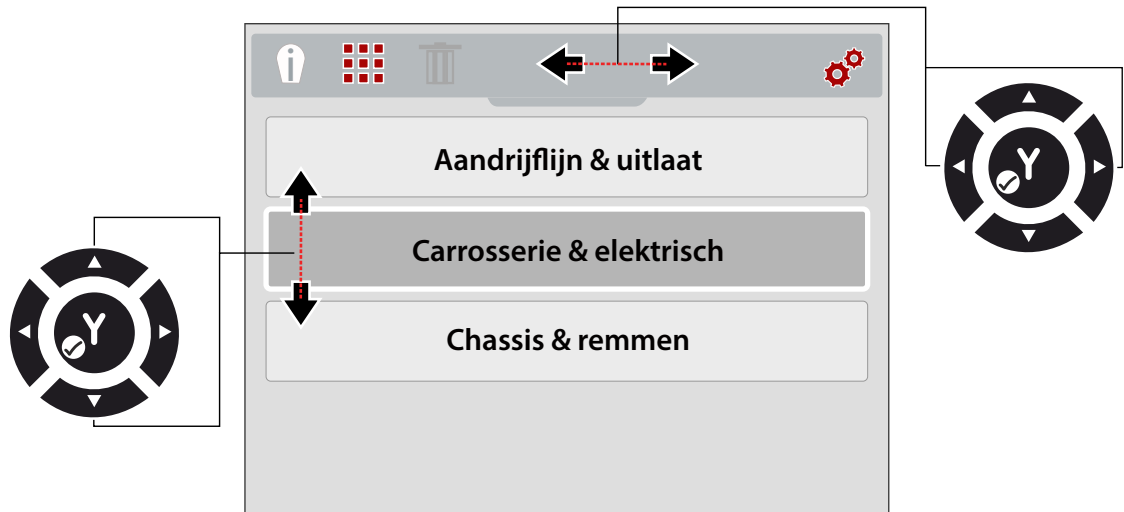 Aandrijflijn & uitlaat
Y
Carrosserie & elektrisch
Y
Chassis & remmen